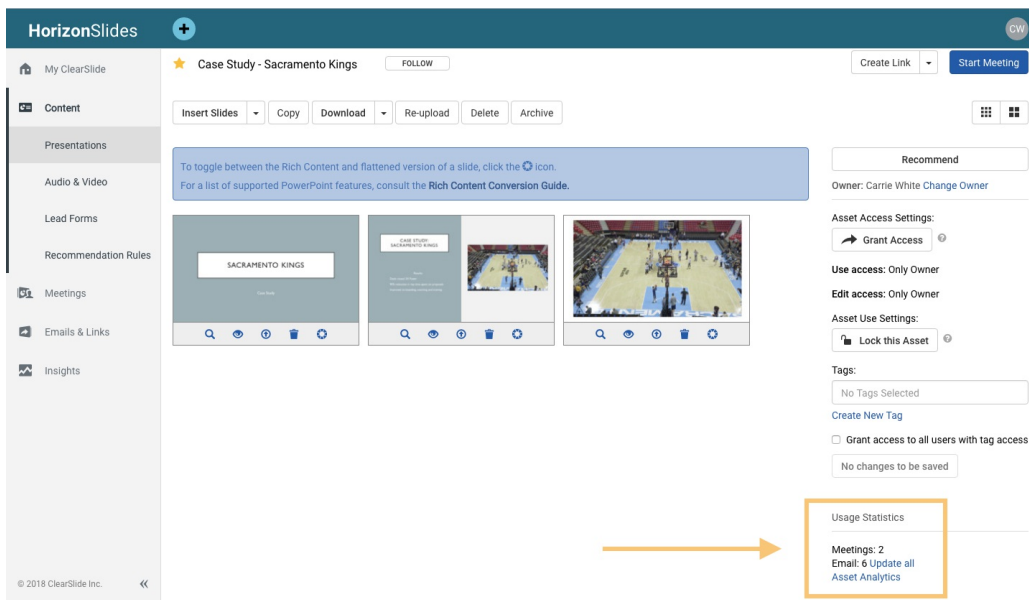 HorizonSlides
CW
My ClearSlide
Content
Presentations
Audio & Video
Lead Forms
Recommendation Rules
Meetings
Emails & Links
Insights
© 2018 ClearSlide Inc.
Case Study - Sacramento Kings
FOLLOW
Create Link
Start Meeting
Insert Slides
Copy
Download
Re-upload
Delete
Archive
To toggle between the Rich Content and flattened version of a slide, click the icon.
For a list of supported PowerPoint features, consult the Rich Content Conversion Guide.
SACRAMENTO KINGS
Case Study
CASE STUDY:
SACRAMENTO KINGS
Recommend
Owner: Carrie White Change Owner
Asset Access Settings:
Grant Access
Use access: Only Owner
Edit access: Only Owner
Asset Use Settings:
Lock this Asset
Tags:
No Tags Selected
Create New Tag
Grant access to all users with tag access
No changes to be saved
Usage Statistics
Meetings: 2
Email: 6 Update all
Asset Analytics